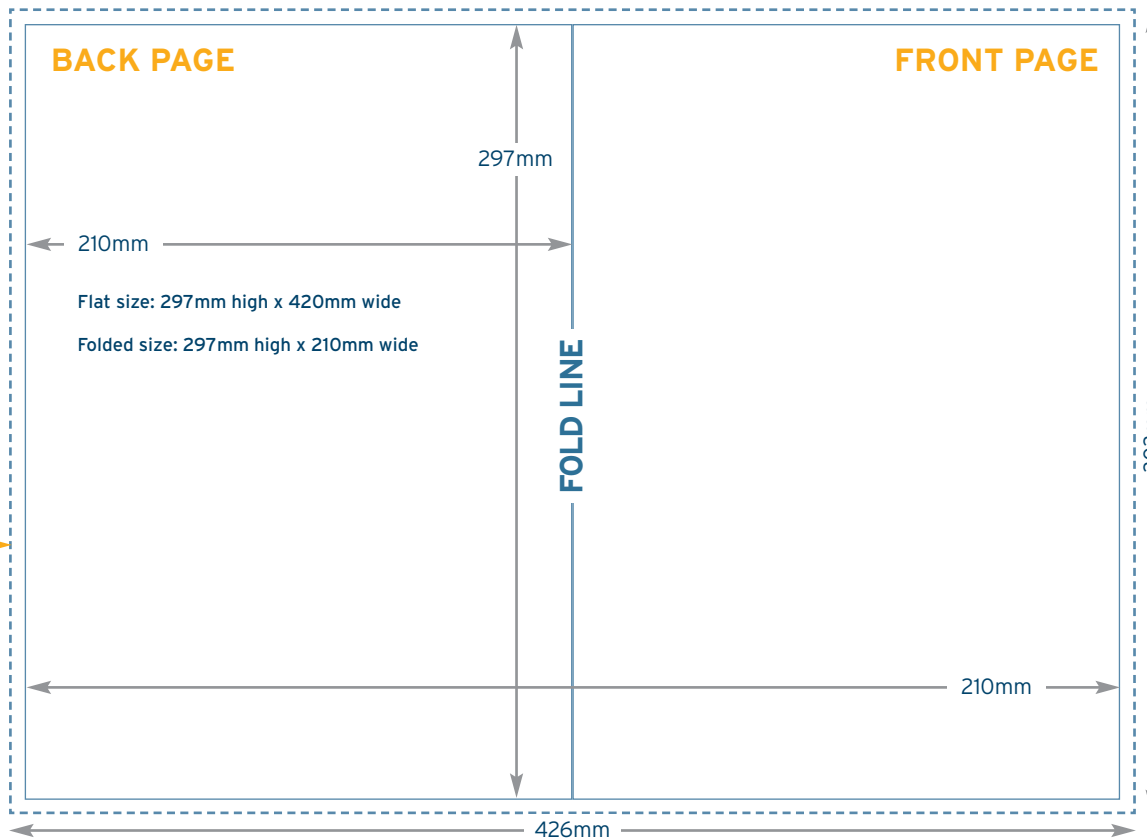 BACK PAGE
FRONT PAGE
297mm
210mm
Flat size: 297mm high x 420mm wide
Folded size: 297mm high x 210mm wide
FOLD LINE
210mm
426mm